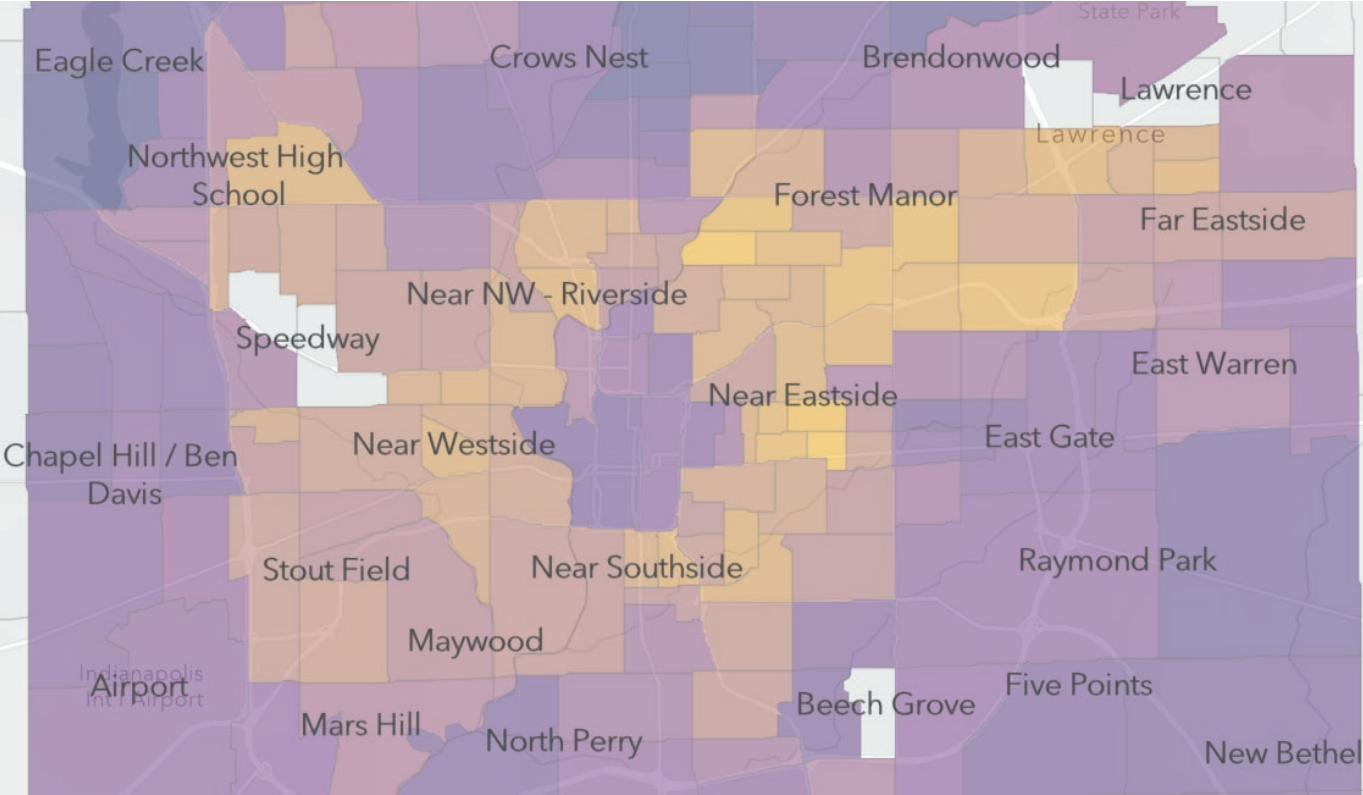 State Park
Eagle Creek
Crows Nest
Brendonwood
Lawrence
Lawrence
Northwest High
School
Forest Manor
Far Eastside
Near NW - Riverside
Speedway
East Warren
Near Eastside
Near Westside
East Gate
Chapel Hill / Ben
Davis
Stout Field
Near Southside
Raymond Park
Maywood
Indianapolis
Int'l Airport
Airport
Five Points
Beech Grove
Mars Hill
North Perry
New Bethel